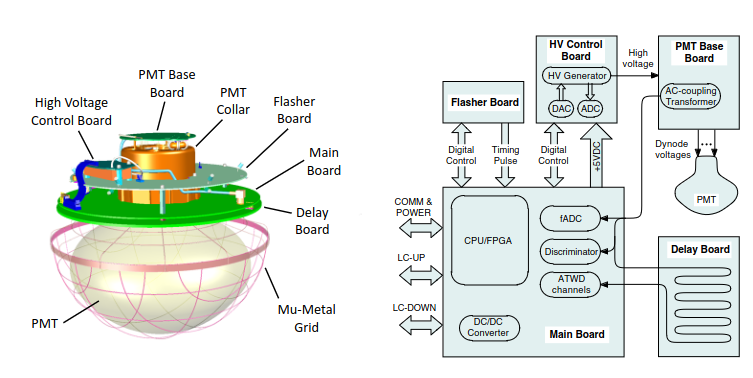 PMT Base
Board
PMT
Collar
High Voltage
Control Board
Flasher
Board
Main
Board
Delay
Board
Mu-Metal
Grid
PMT
HV Control
Board
HV Generator
DAC
ADC
High
voltage
PMT Base
Board
AC-coupling
Transformer
Flasher Board
Digital
Control
Timing
Pulse
Digital
Control
+5VDC
Dynode
voltages
...
PMT
COMM &
POWER
LC-UP
LC-DOWN
CPU/FPGA
fADC
Discriminator
ATWD
channels
DC/DC
Converter
Main Board
Delay Board